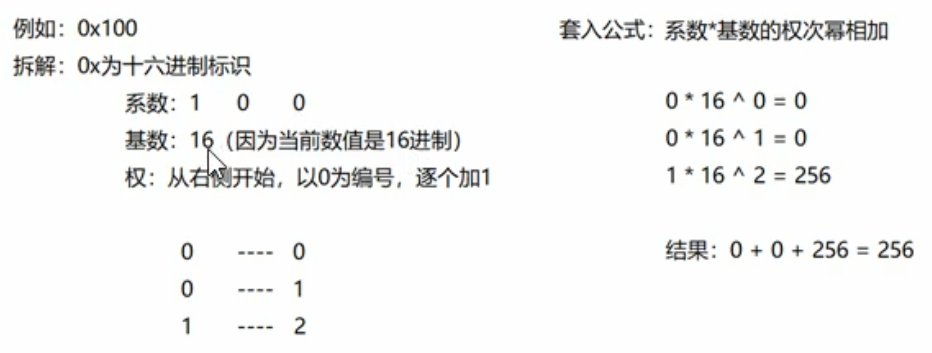 例如：0x100
拆解：0x为十六进制标识
系数：1 0 0
基数：16（因为当前数值是16进制）
权：从右侧开始，以0为编号，逐个加1
0 ---- 0
0 ---- 1
1 ---- 2
套入公式：系数*基数的权次幂相加
0 * 16 ^ 0 = 0
0 * 16 ^ 1 = 0
1 * 16 ^ 2 = 256
结果：0 + 0 + 256 = 256